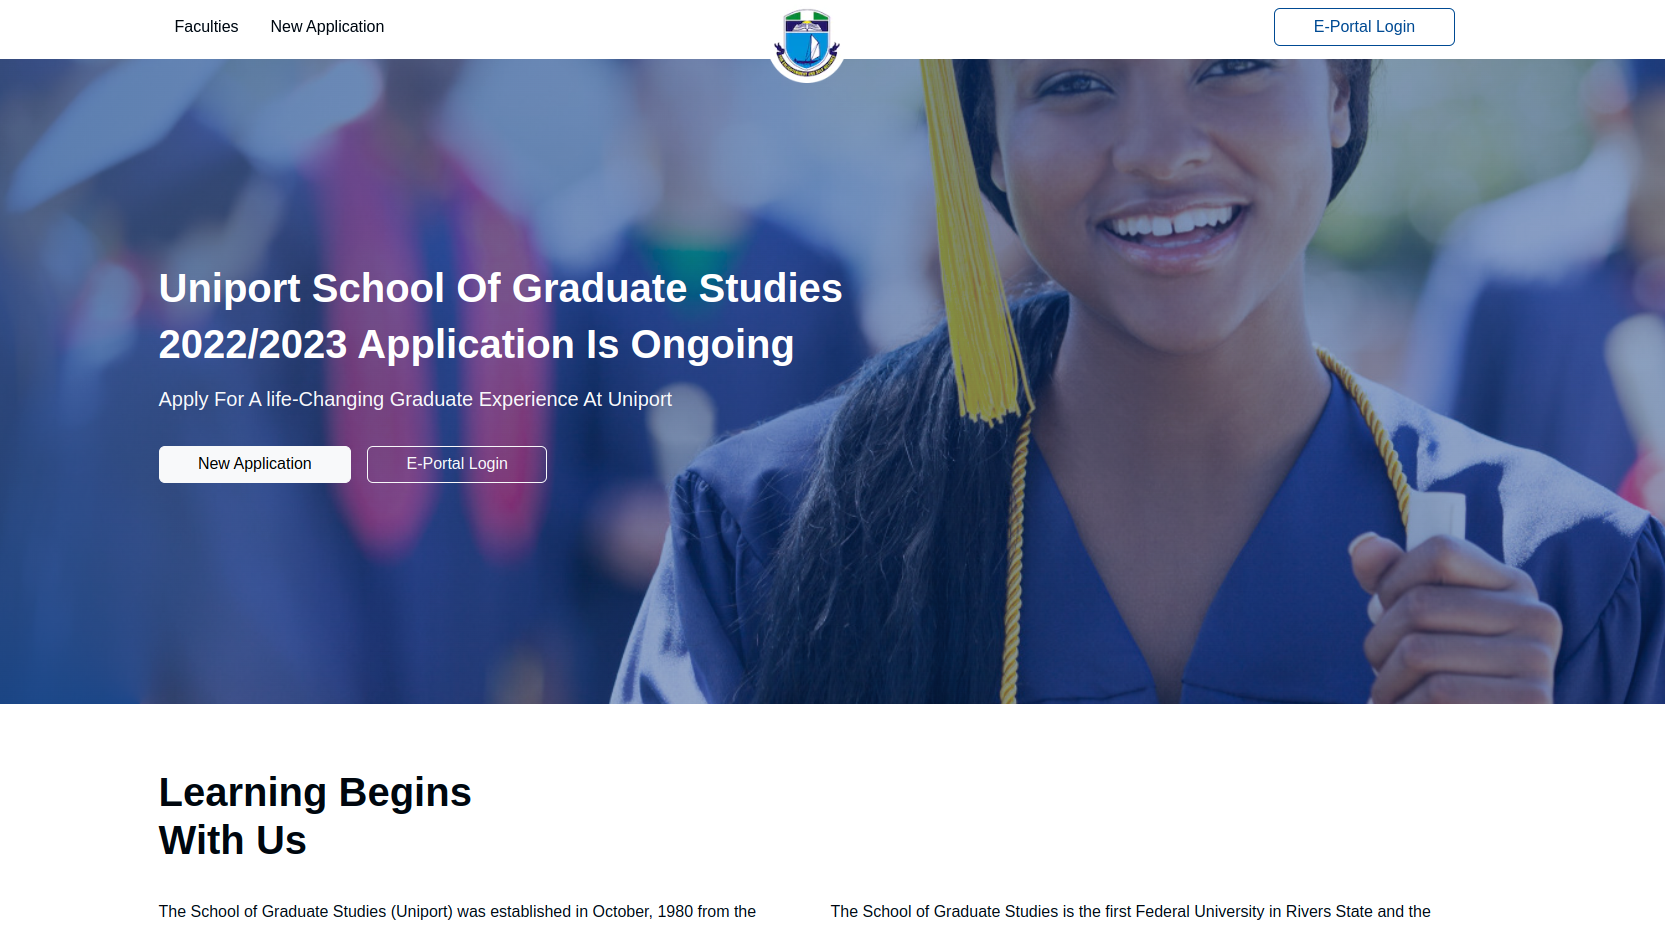 Faculties
New Application
E-Portal Login
Uniport School Of Graduate Studies
2022/2023 Application Is Ongoing
Apply For A life-Changing Graduate Experience At Uniport
New Application
E-Portal Login
Learning Begins
With Us
The School of Graduate Studies (Uniport) was established in October, 1980 from the
The School of Graduate Studies is the first Federal University in Rivers State and the